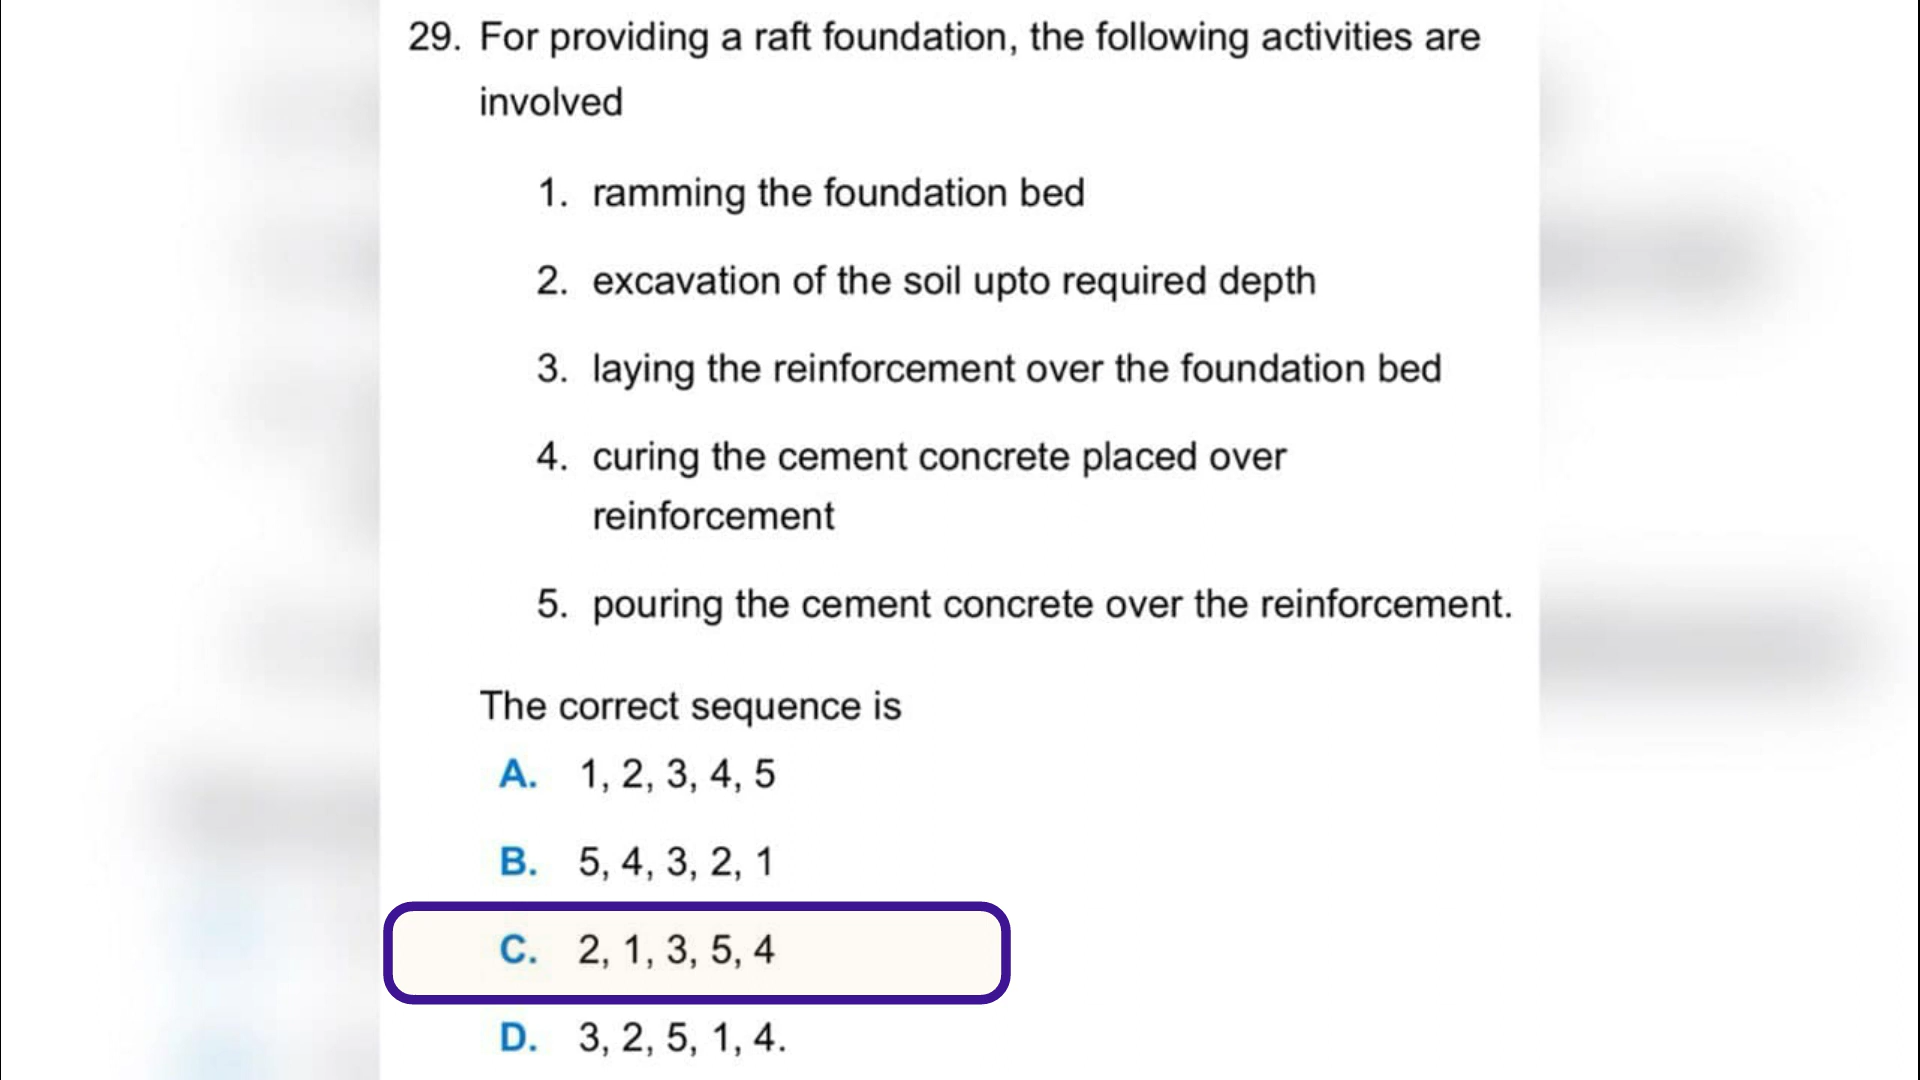 29. For providing a raft foundation, the following activities are
involved
1. ramming the foundation bed
2. excavation of the soil upto required depth
3. laying the reinforcement over the foundation bed
4. curing the cement concrete placed over
reinforcement
5. pouring the cement concrete over the reinforcement.
The correct sequence is
A. 1, 2, 3, 4, 5
B. 5, 4, 3, 2, 1
C. 2, 1, 3, 5, 4
D. 3, 2, 5, 1, 4.